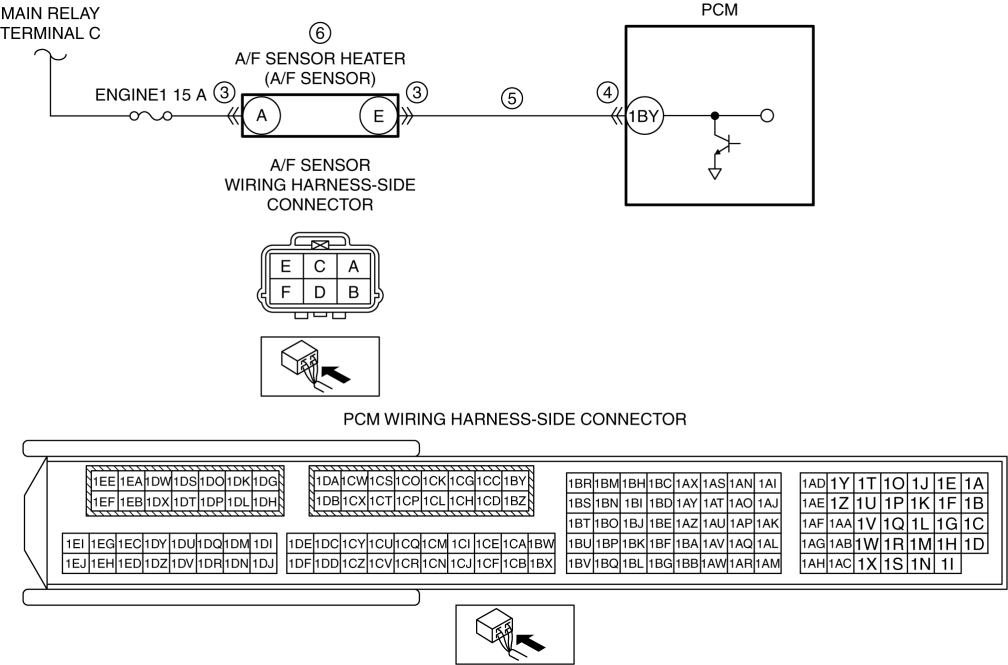 MAIN RELAY
TERMINAL C
PCM
6
A/F SENSOR HEATER
(A/F SENSOR)
ENGINE1 15 A
3
A
E
3
5
4
1BY
A/F SENSOR
WIRING HARNESS-SIDE
CONNECTOR
E C A
F D B
PCM WIRING HARNESS-SIDE CONNECTOR
1EE 1EA 1DW 1DS 1DO 1DK 1DG
1EF 1EB 1DX 1DT 1DP 1DL 1DH
1EI 1EG 1EC 1DY 1DU 1DQ 1DM 1DI
1EJ 1EH 1ED 1DZ 1DV 1DR 1DN 1DJ
1DA 1CW 1CS 1CO 1CK 1CG 1CC 1BY
1DB 1CX 1CT 1CP 1CL 1CH 1CD 1BZ
1DE 1DC 1CY 1CU 1CQ 1CM 1CI 1CE 1CA 1BW
1DF 1DD 1CZ 1CV 1CR 1CN 1CJ 1CF 1CB 1BX
1BR 1BM 1BH 1BC 1AX 1AS 1AN 1AI
1BS 1BN 1BI 1BD 1AY 1AT 1AO 1AJ
1BT 1BO 1BJ 1BE 1AZ 1AU 1AP 1AK
1BU 1BP 1BK 1BF 1BA 1AV 1AQ 1AL
1BV 1BQ 1BL 1BG 1BB 1AW 1AR 1AM
1AD 1Y 1T 1O 1J 1E 1A
1AE 1Z 1U 1P 1K 1F 1B
1AF 1AA 1V 1Q 1L 1G 1C
1AG 1AB 1W 1R 1M 1H 1D
1AH 1AC 1X 1S 1N 1I